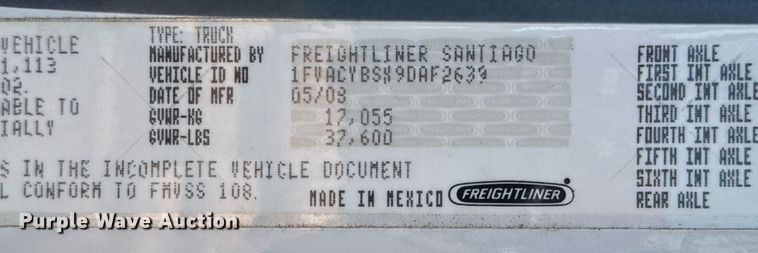 TYPE: TRUCK
VEHICLE MANUFACTURED BY FREIGHTLINER SANTIAGO FRONT AXLE
1,113 VEHICLE ID NO 1FVACYBSX9DAF2639 FIRST INT AXLE
02. DATE OF MFR 05/08 SECOND INT AXLE
ABLE TO GVWR-KG 17,055 THIRD INT AXLE
IALLY GVWR-LBS 37,600 FOURTH INT AXLE
FIFTH INT AXLE
S IN THE INCOMPLETE VEHICLE DOCUMENT SIXTH INT AXLE
L CONFORM TO FMVSS 108. MADE IN MEXICO FREIGHTLINER REAR AXLE
Purple Wave Auction